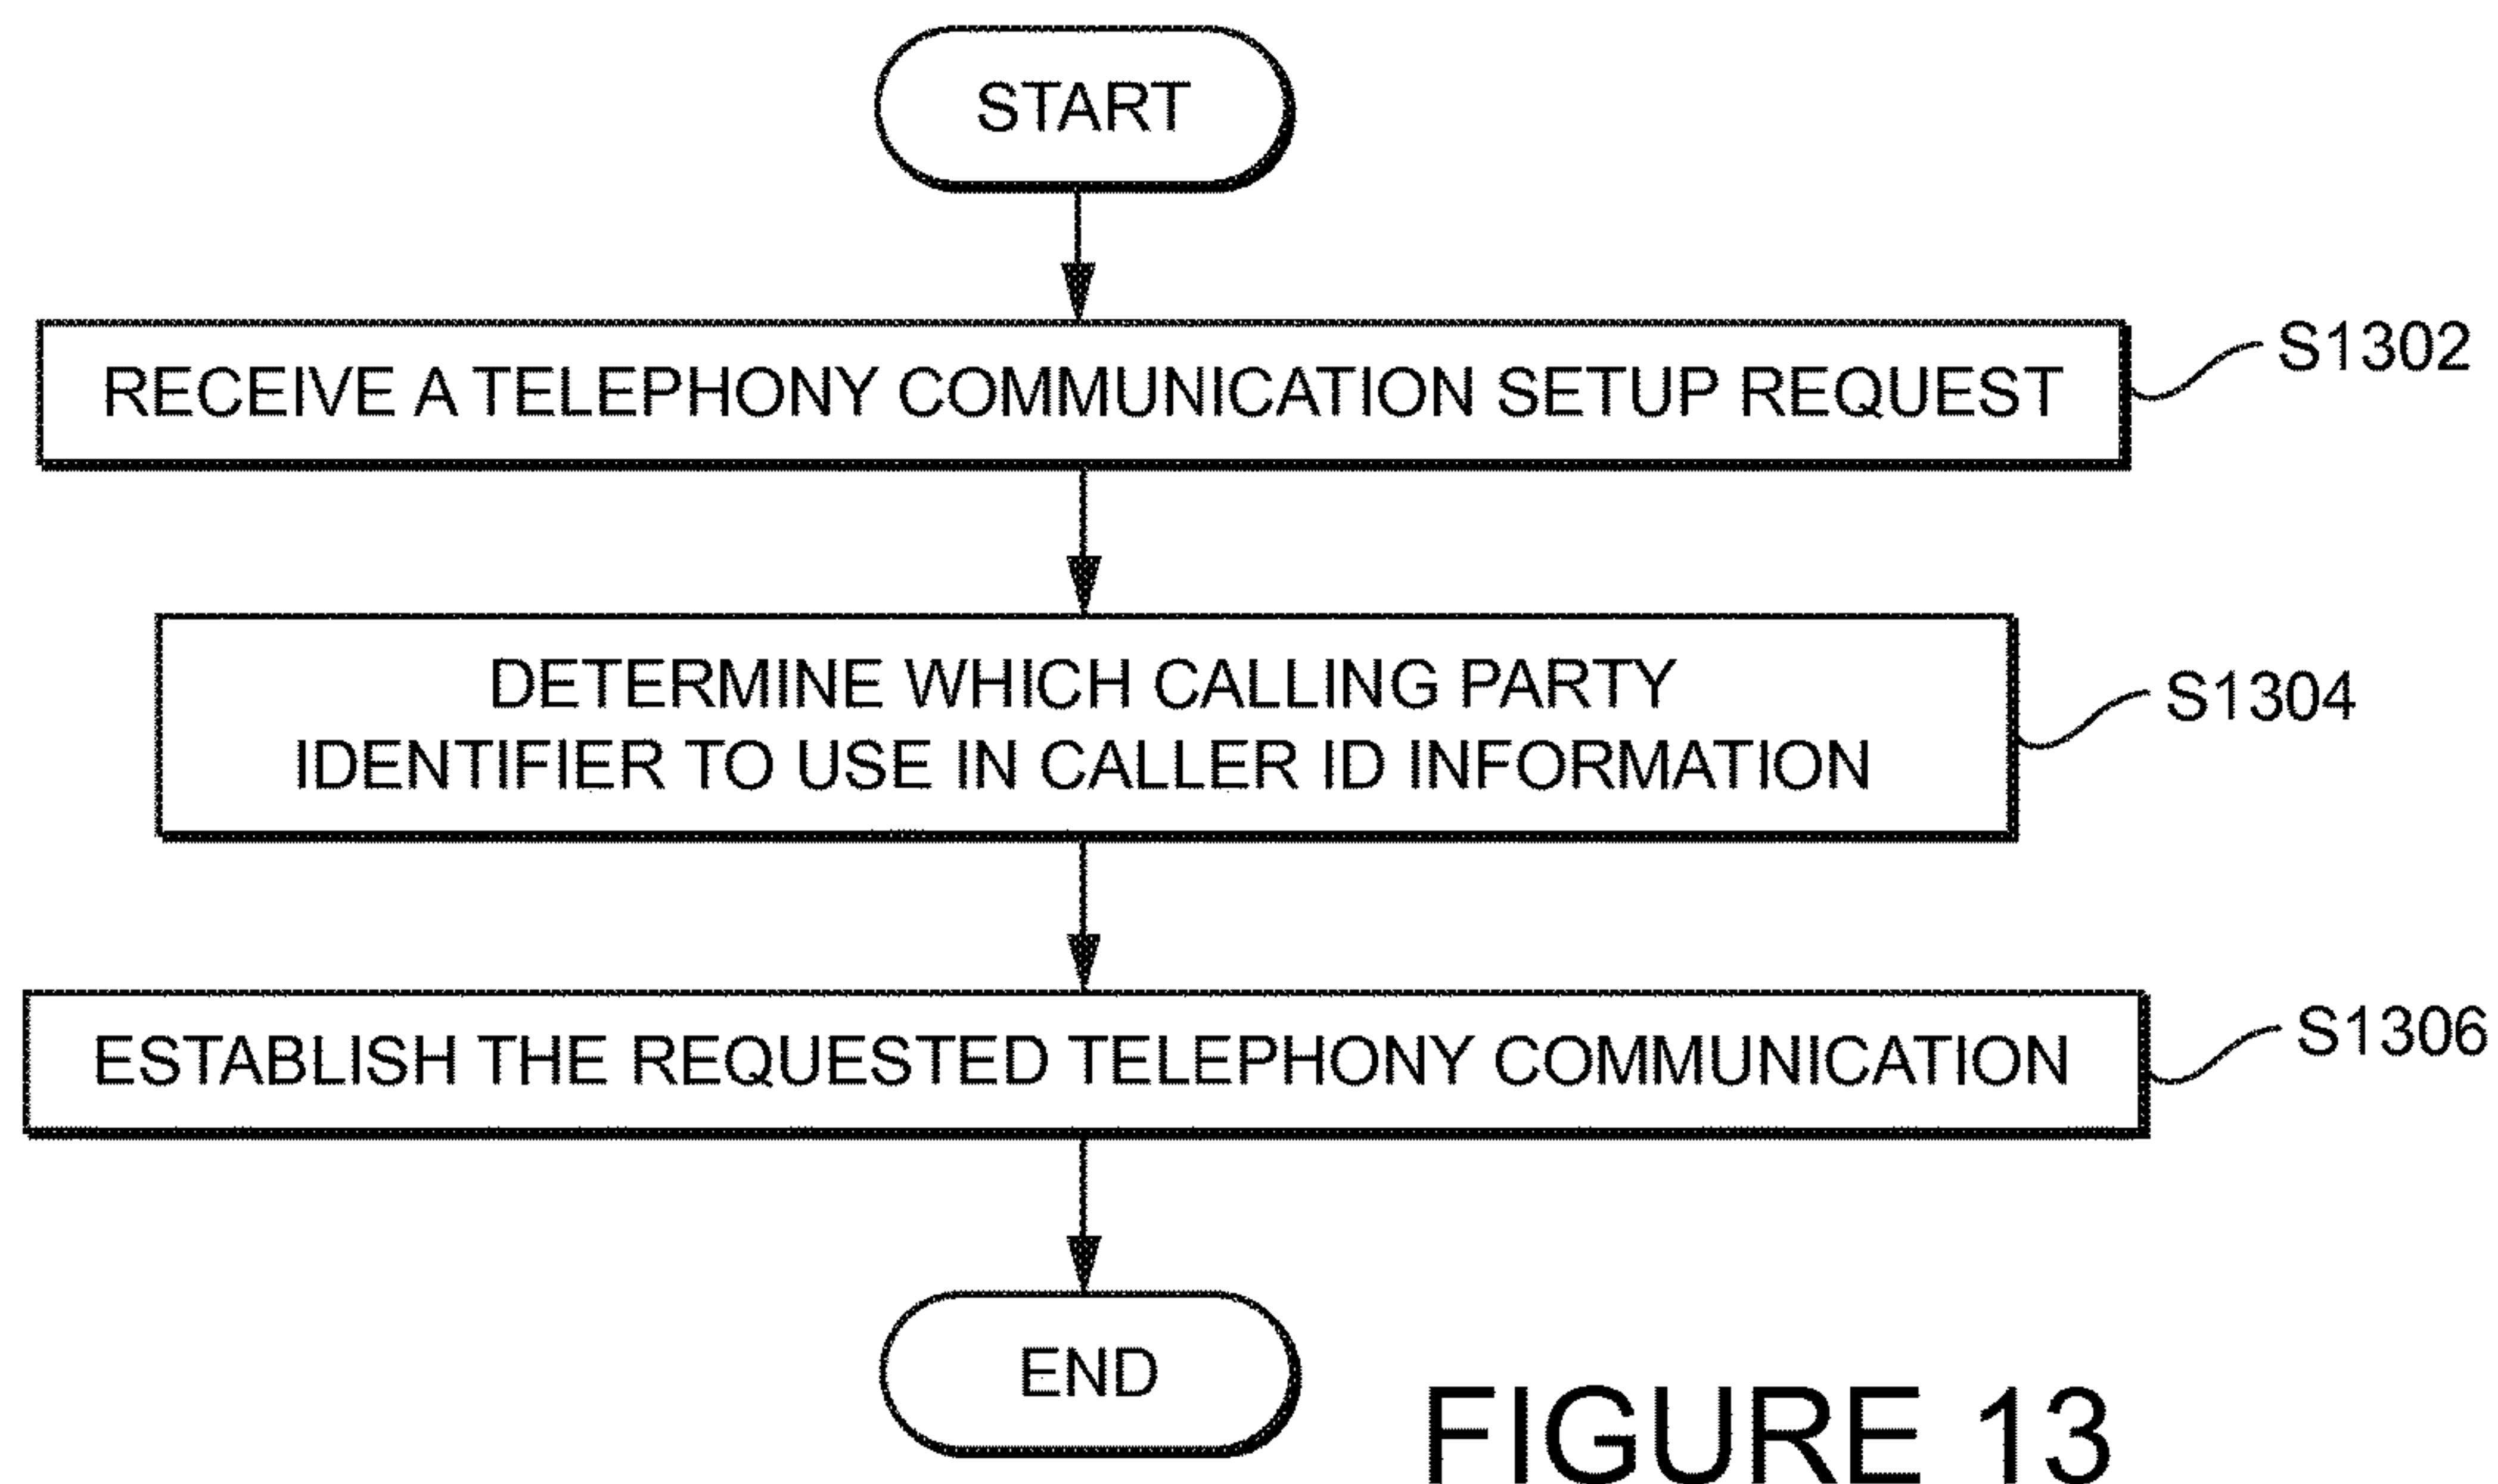 START
RECEIVE A TELEPHONY COMMUNICATION SETUP REQUEST
S1302
DETERMINE WHICH CALLING PARTY
IDENTIFIER TO USE IN CALLER ID INFORMATION
S1304
ESTABLISH THE REQUESTED TELEPHONY COMMUNICATION
S1306
END
FIGURE 13